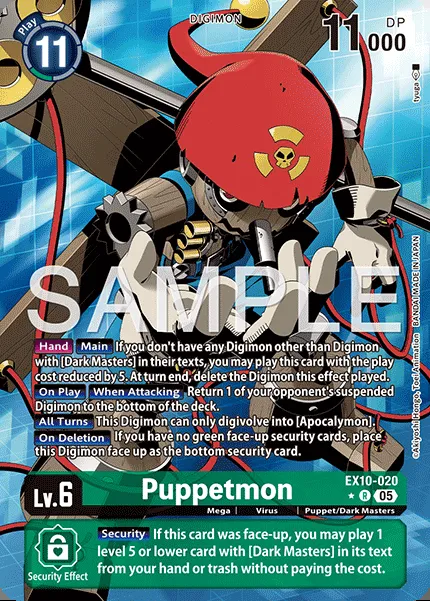 Play
11
DIGIMON
DP
11000
Iyuga
SAMPLE
Hand Main If you don't have any Digimon other than Digimon
with [Dark Masters] in their texts, you may play this card with the play
cost reduced by 5. At turn end, delete the Digimon this effect played.
On Play When Attacking Return 1 of your opponent's suspended
Digimon to the bottom of the deck.
All Turns This Digimon can only digivolve into [Apocalymon].
On Deletion If you have no green face-up security cards, place
this Digimon face up as the bottom security card.
©Akiyoshi Hongo, Toei Animation BANDAI MADE IN JAPAN
Lv.6
Puppetmon
EX10-020
R 05
Mega Virus Puppet/Dark Masters
Security Effect
Security If this card was face-up, you may play 1
level 5 or lower card with [Dark Masters] in its text
from your hand or trash without paying the cost.